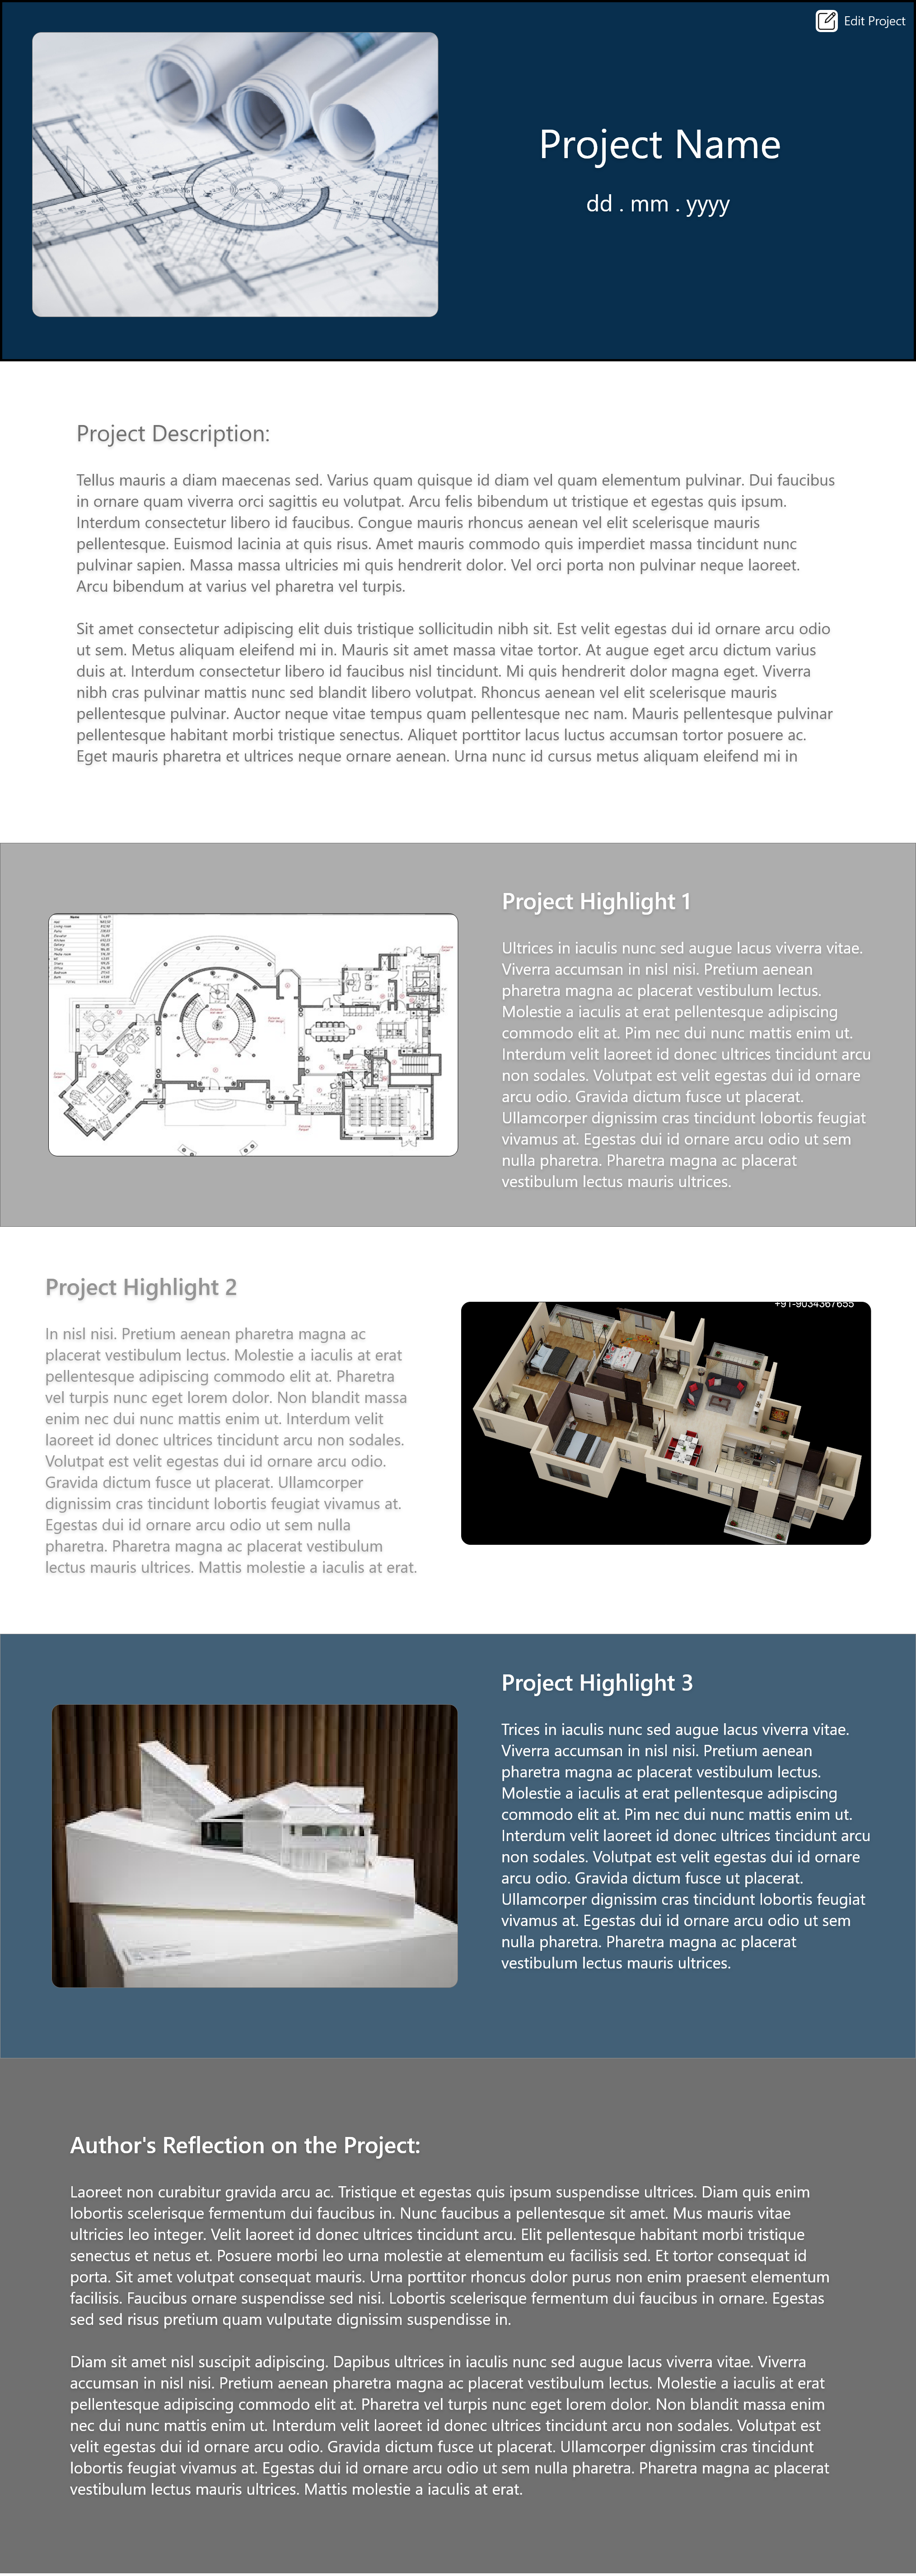 Edit Project
Project Name
dd . mm . yyyy
Project Description:
Tellus mauris a diam maecenas sed. Varius quam quisque id diam vel quam elementum pulvinar. Dui faucibus
in ornare quam viverra orci sagittis eu volutpat. Arcu felis bibendum ut tristique et egestas quis ipsum.
Interdum consectetur libero id faucibus. Congue mauris rhoncus aenean vel elit scelerisque mauris
pellentesque. Euismod lacinia at quis risus. Amet mauris commodo quis imperdiet massa tincidunt nunc
pulvinar sapien. Massa massa ultricies mi quis hendrerit dolor. Vel orci porta non pulvinar neque laoreet.
Arcu bibendum at varius vel pharetra vel turpis.
Sit amet consectetur adipiscing elit duis tristique sollicitudin nibh sit. Est velit egestas dui id ornare arcu odio
ut sem. Metus aliquam eleifend mi in. Mauris sit amet massa vitae tortor. At augue eget arcu dictum varius
duis at. Interdum consectetur libero id faucibus nisl tincidunt. Mi quis hendrerit dolor magna eget. Viverra
nibh cras pulvinar mattis nunc sed blandit libero volutpat. Rhoncus aenean vel elit scelerisque mauris
pellentesque pulvinar. Auctor neque vitae tempus quam pellentesque nec nam. Mauris pellentesque pulvinar
pellentesque habitant morbi tristique senectus. Aliquet porttitor lacus luctus accumsan tortor posuere ac.
Eget mauris pharetra et ultrices neque ornare aenean. Urna nunc id cursus metus aliquam eleifend mi in
Project Highlight 1
Ultrices in iaculis nunc sed augue lacus viverra vitae.
Viverra accumsan in nisl nisi. Pretium aenean
pharetra magna ac placerat vestibulum lectus.
Molestie a iaculis at erat pellentesque adipiscing
commodo elit at. Pim nec dui nunc mattis enim ut.
Interdum velit laoreet id donec ultrices tincidunt arcu
non sodales. Volutpat est velit egestas dui id ornare
arcu odio. Gravida dictum fusce ut placerat.
Ullamcorper dignissim cras tincidunt lobortis feugiat
vivamus at. Egestas dui id ornare arcu odio ut sem
nulla pharetra. Pharetra magna ac placerat
vestibulum lectus mauris ultrices.
Project Highlight 2
In nisl nisi. Pretium aenean pharetra magna ac
placerat vestibulum lectus. Molestie a iaculis at erat
pellentesque adipiscing commodo elit at. Pharetra
vel turpis nunc eget lorem dolor. Non blandit massa
enim nec dui nunc mattis enim ut. Interdum velit
laoreet id donec ultrices tincidunt arcu non sodales.
Volutpat est velit egestas dui id ornare arcu odio.
Gravida dictum fusce ut placerat. Ullamcorper
dignissim cras tincidunt lobortis feugiat vivamus at.
Egestas dui id ornare arcu odio ut sem nulla
pharetra. Pharetra magna ac placerat vestibulum
lectus mauris ultrices. Mattis molestie a iaculis at erat.
+91-9034367655
Project Highlight 3
Trices in iaculis nunc sed augue lacus viverra vitae.
Viverra accumsan in nisl nisi. Pretium aenean
pharetra magna ac placerat vestibulum lectus.
Molestie a iaculis at erat pellentesque adipiscing
commodo elit at. Pim nec dui nunc mattis enim ut.
Interdum velit laoreet id donec ultrices tincidunt arcu
non sodales. Volutpat est velit egestas dui id ornare
arcu odio. Gravida dictum fusce ut placerat.
Ullamcorper dignissim cras tincidunt lobortis feugiat
vivamus at. Egestas dui id ornare arcu odio ut sem
nulla pharetra. Pharetra magna ac placerat
vestibulum lectus mauris ultrices.
Author's Reflection on the Project:
Laoreet non curabitur gravida arcu ac. Tristique et egestas quis ipsum suspendisse ultrices. Diam quis enim
lobortis scelerisque fermentum dui faucibus in. Nunc faucibus a pellentesque sit amet. Mus mauris vitae
ultricies leo integer. Velit laoreet id donec ultrices tincidunt arcu. Elit pellentesque habitant morbi tristique
senectus et netus et. Posuere morbi leo urna molestie at elementum eu facilisis sed. Et tortor consequat id
porta. Sit amet volutpat consequat mauris. Urna porttitor rhoncus dolor purus non enim praesent elementum
facilisis. Faucibus ornare suspendisse sed nisi. Lobortis scelerisque fermentum dui faucibus in ornare. Egestas
sed sed risus pretium quam vulputate dignissim suspendisse in.
Diam sit amet nisl suscipit adipiscing. Dapibus ultrices in iaculis nunc sed augue lacus viverra vitae. Viverra
accumsan in nisl nisi. Pretium aenean pharetra magna ac placerat vestibulum lectus. Molestie a iaculis at erat
pellentesque adipiscing commodo elit at. Pharetra vel turpis nunc eget lorem dolor. Non blandit massa enim
nec dui nunc mattis enim ut. Interdum velit laoreet id donec ultrices tincidunt arcu non sodales. Volutpat est
velit egestas dui id ornare arcu odio. Gravida dictum fusce ut placerat. Ullamcorper dignissim cras tincidunt
lobortis feugiat vivamus at. Egestas dui id ornare arcu odio ut sem nulla pharetra. Pharetra magna ac placerat
vestibulum lectus mauris ultrices. Mattis molestie a iaculis at erat.